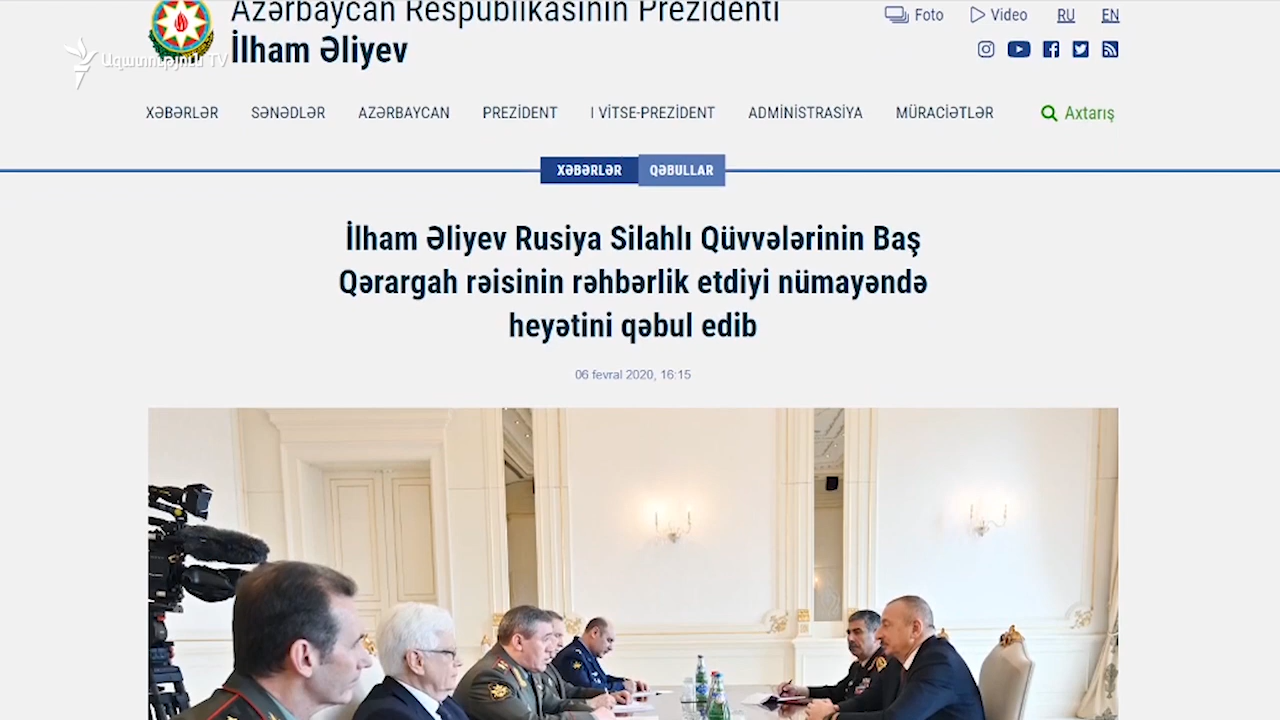 Azərbaycan Respublikasının Prezidenti
İlham Əliyev
Ազատություն TV
Foto
Video
RU
EN
XƏBƏRLƏR
SƏNƏDLƏR
AZƏRBAYCAN
PREZİDENT
I VİTSE-PREZİDENT
ADMİNİSTRASİYA
MÜRACİƏTLƏR
Axtarış
XƏBƏRLƏR
QƏBULLAR
İlham Əliyev Rusiya Silahlı Qüvvələrinin Baş
Qərargah rəisinin rəhbərlik etdiyi nümayəndə
heyətini qəbul edib
06 fevral 2020, 16:15